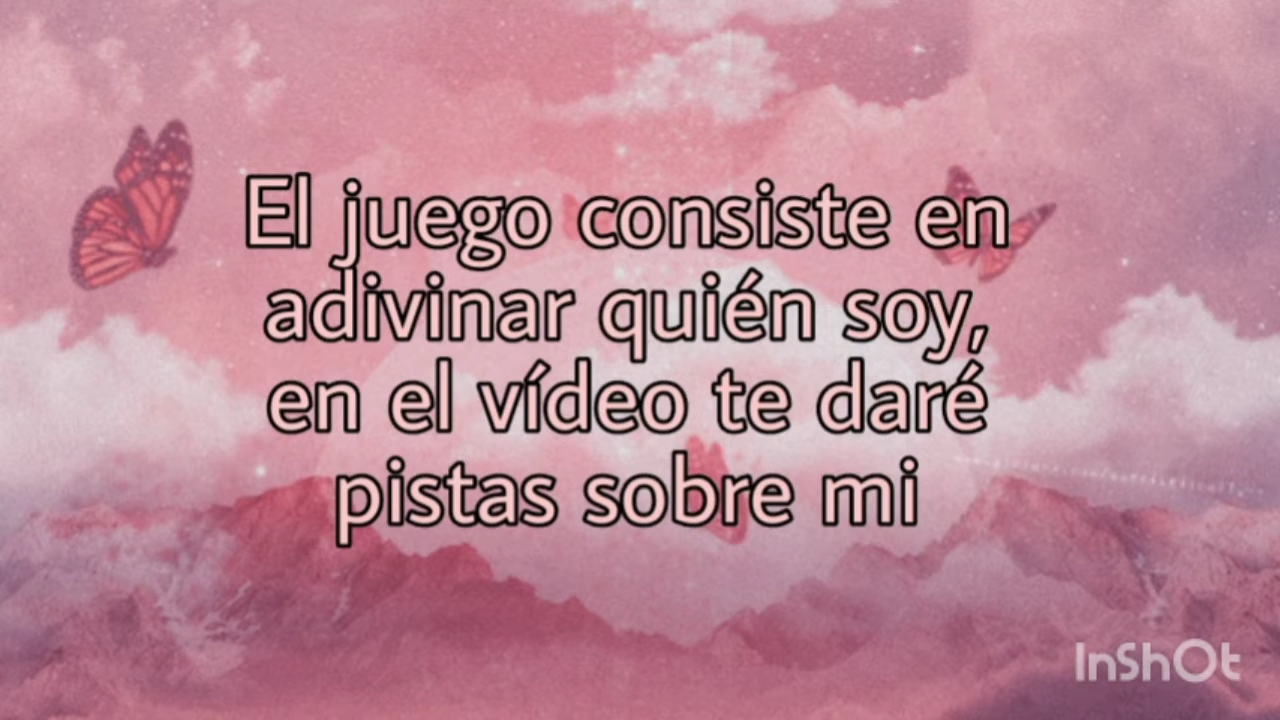 El juego consiste en
adivinar quién soy,
en el vídeo te daré
pistas sobre mi
InShOt